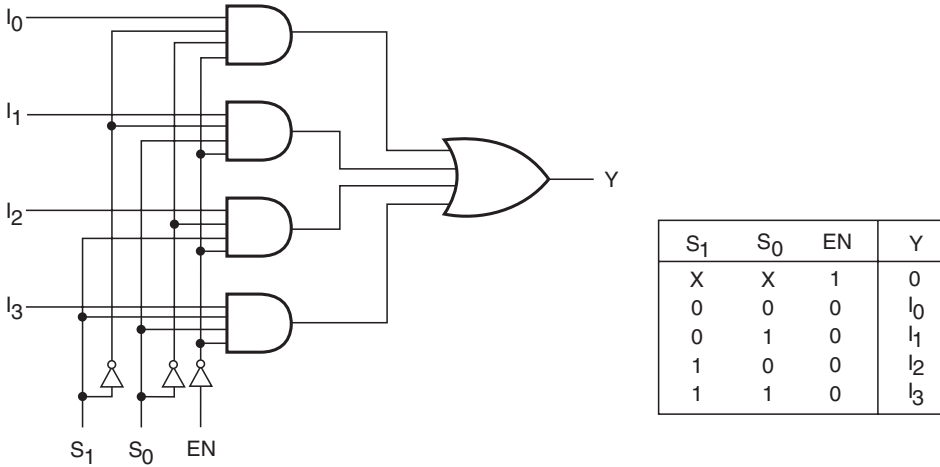 I0
I1
I2
I3
Y
S1 S0 EN
S1 S0 EN Y
X X 1 0
0 0 0 I0
0 1 0 I1
1 0 0 I2
1 1 0 I3